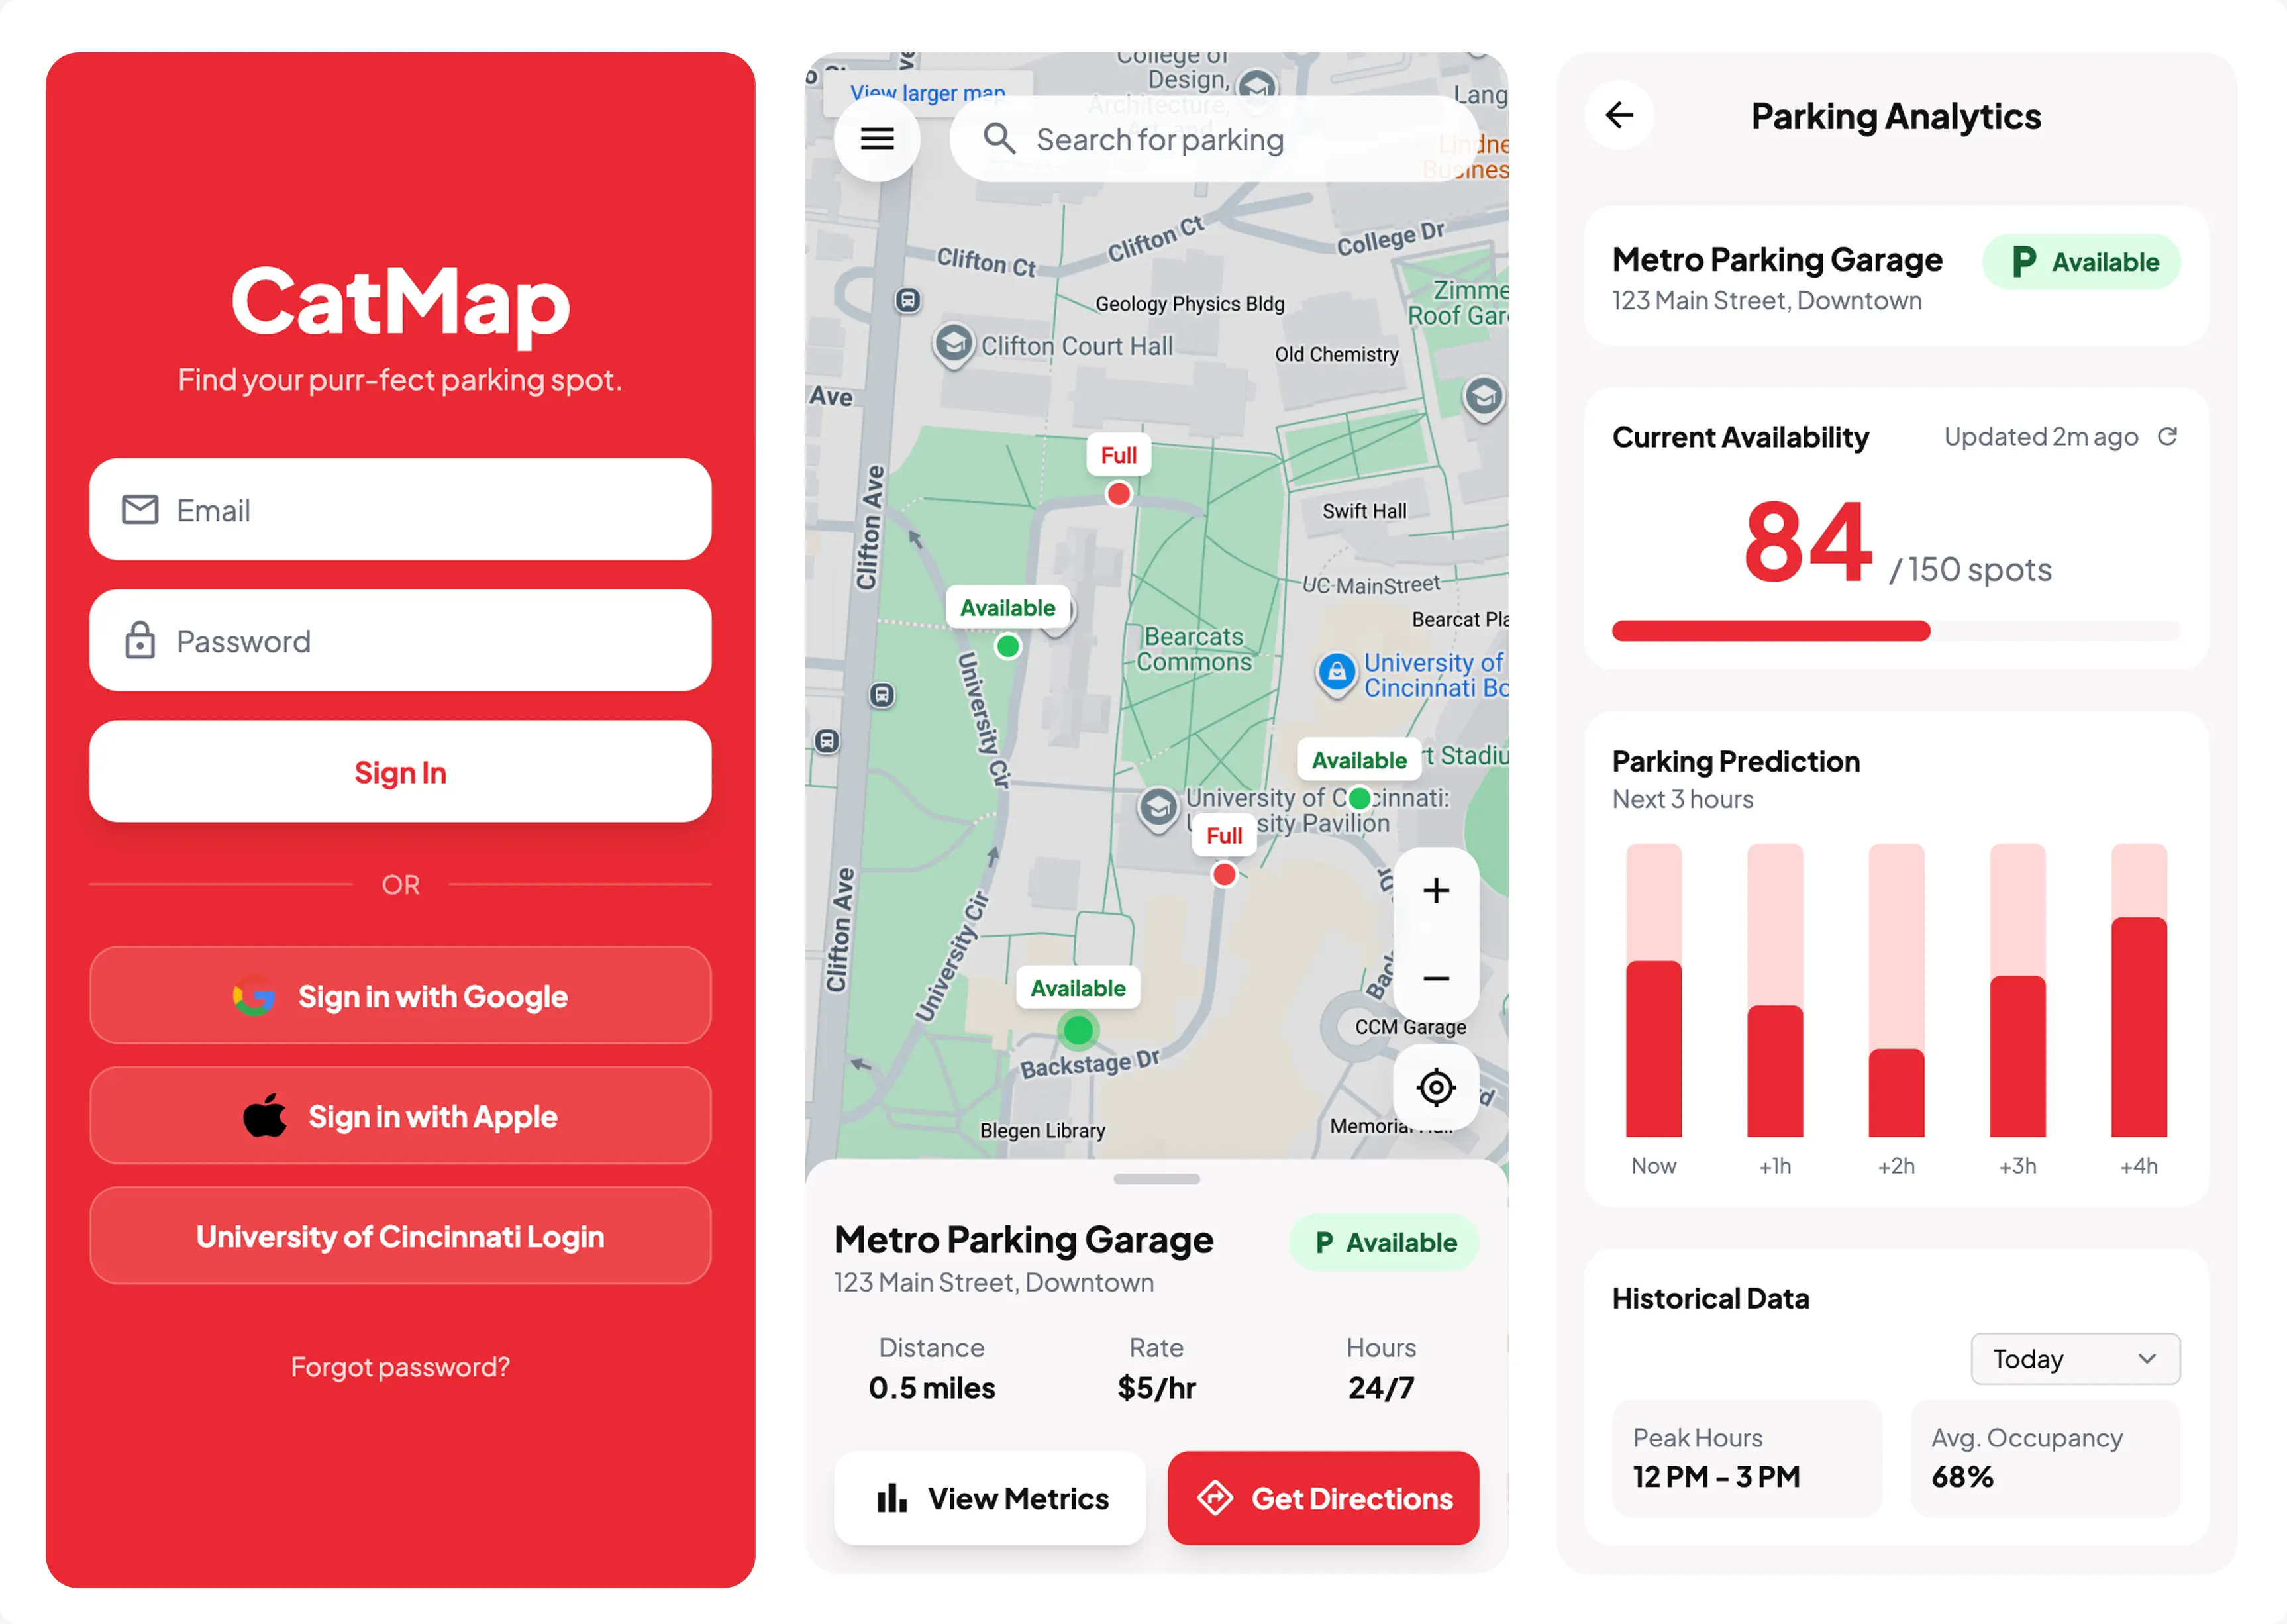 CatMap
Find your purr-fect parking spot.
Email
Password
Sign In
OR
Sign in with Google
Sign in with Apple
University of Cincinnati Login
Forgot password?
College of
Design,
Architecture,
View larger map
Lang
Search for parking
Lindne
Business
Clifton Ct
Clifton Ct
College Dr
Zimme
Roof Gar
Geology Physics Bldg
Clifton Court Hall
Old Chemistry
Ave
Full
Clifton Ave
Swift Hall
UC MainStreet
Available
Bearcat Pla
Bearcats
Commons
University of
Cincinnati Bo
University Cir
Available
t Stadiu
University of C cinnati:
sity Pavilion
Full
Clifton Ave
University Cir
Available
CCM Garage
Backstage Dr
Blegen Library
Metro Parking Garage
P Available
123 Main Street, Downtown
Distance
0.5 miles
Rate
$5/hr
Hours
24/7
View Metrics
Get Directions
Parking Analytics
Metro Parking Garage
P Available
123 Main Street, Downtown
Current Availability
Updated 2m ago
84 / 150 spots
Parking Prediction
Next 3 hours
Now
+1h
+2h
+3h
+4h
Historical Data
Today
Peak Hours
12 PM – 3 PM
Avg. Occupancy
68%